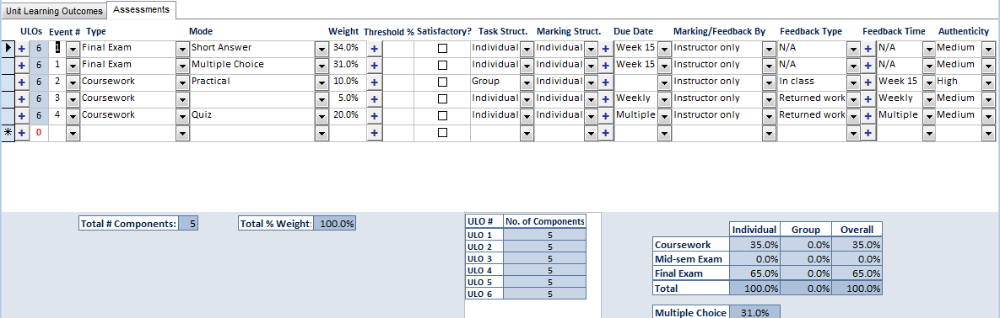 Unit Learning Outcomes Assessments
ULOs Event # Type Mode Weight Threshold % Satisfactory? Task Struct. Marking Struct. Due Date Marking/Feedback By Feedback Type Feedback Time Authenticity
+ 6 1 Final Exam Short Answer 34.0% + Individual Individual + Week 15 Instructor only N/A + N/A Medium
+ 6 1 Final Exam Multiple Choice 31.0% + Individual Individual + Week 15 Instructor only N/A + N/A Medium
+ 6 2 Coursework Practical 10.0% + Group Individual + Instructor only In class + Week 15 High
+ 6 3 Coursework 5.0% + Individual Individual + Weekly Instructor only Returned work + Weekly Medium
+ 6 4 Coursework Quiz 20.0% + Individual Individual + Multiple Instructor only Returned work + Multiple Medium
* + 0 + + +
Total # Components: 5 Total % Weight: 100.0%
ULO # No. of Components
ULO 1 5
ULO 2 5
ULO 3 5
ULO 4 5
ULO 5 5
ULO 6 5
Individual Group Overall
Coursework 35.0% 0.0% 35.0%
Mid-sem Exam 0.0% 0.0% 0.0%
Final Exam 65.0% 0.0% 65.0%
Total 100.0% 0.0% 100.0%
Multiple Choice 31.0%